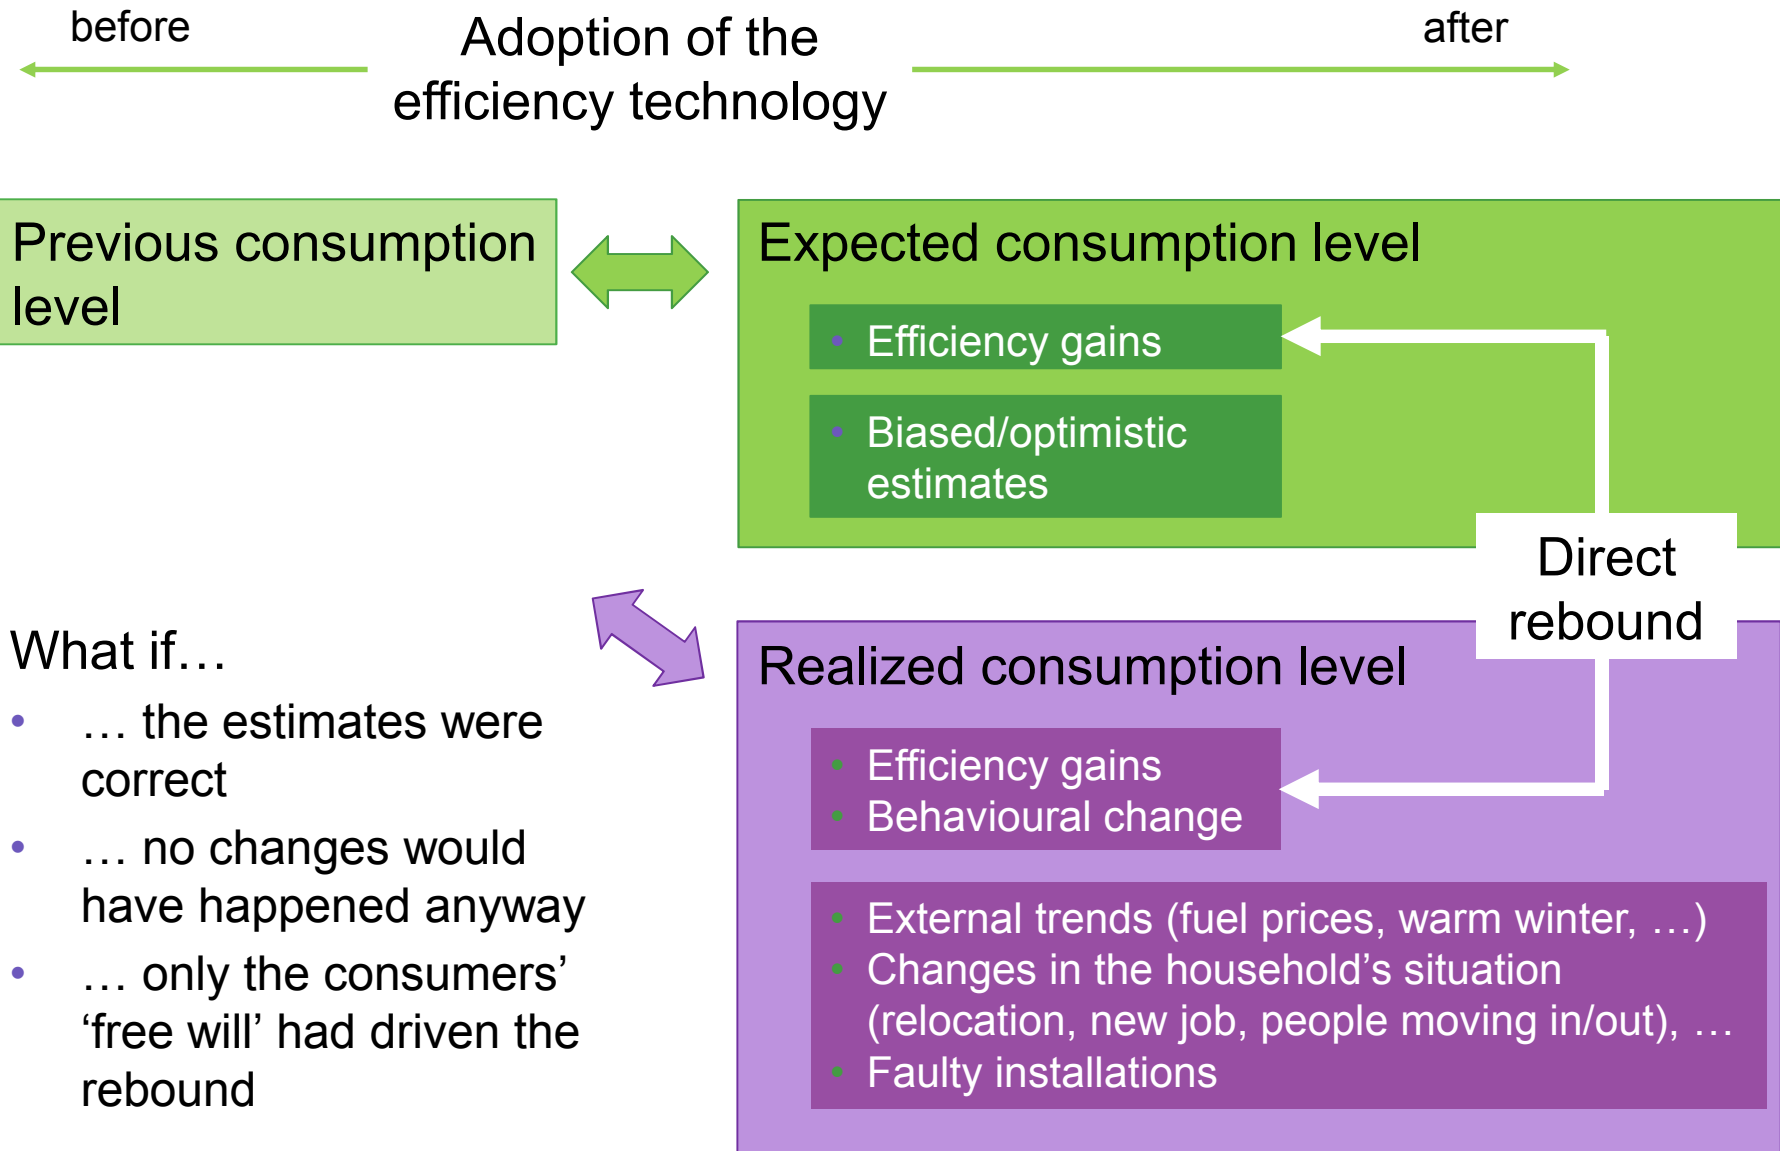 before
Adoption of the
efficiency technology
after
Previous consumption
level
Expected consumption level
• Efficiency gains
• Biased/optimistic
estimates
Direct
rebound
What if…
• … the estimates were
correct
• … no changes would
have happened anyway
• … only the consumers’
‘free will’ had driven the
rebound
Realized consumption level
• Efficiency gains
• Behavioural change
• External trends (fuel prices, warm winter, …)
• Changes in the household’s situation
(relocation, new job, people moving in/out), …
• Faulty installations